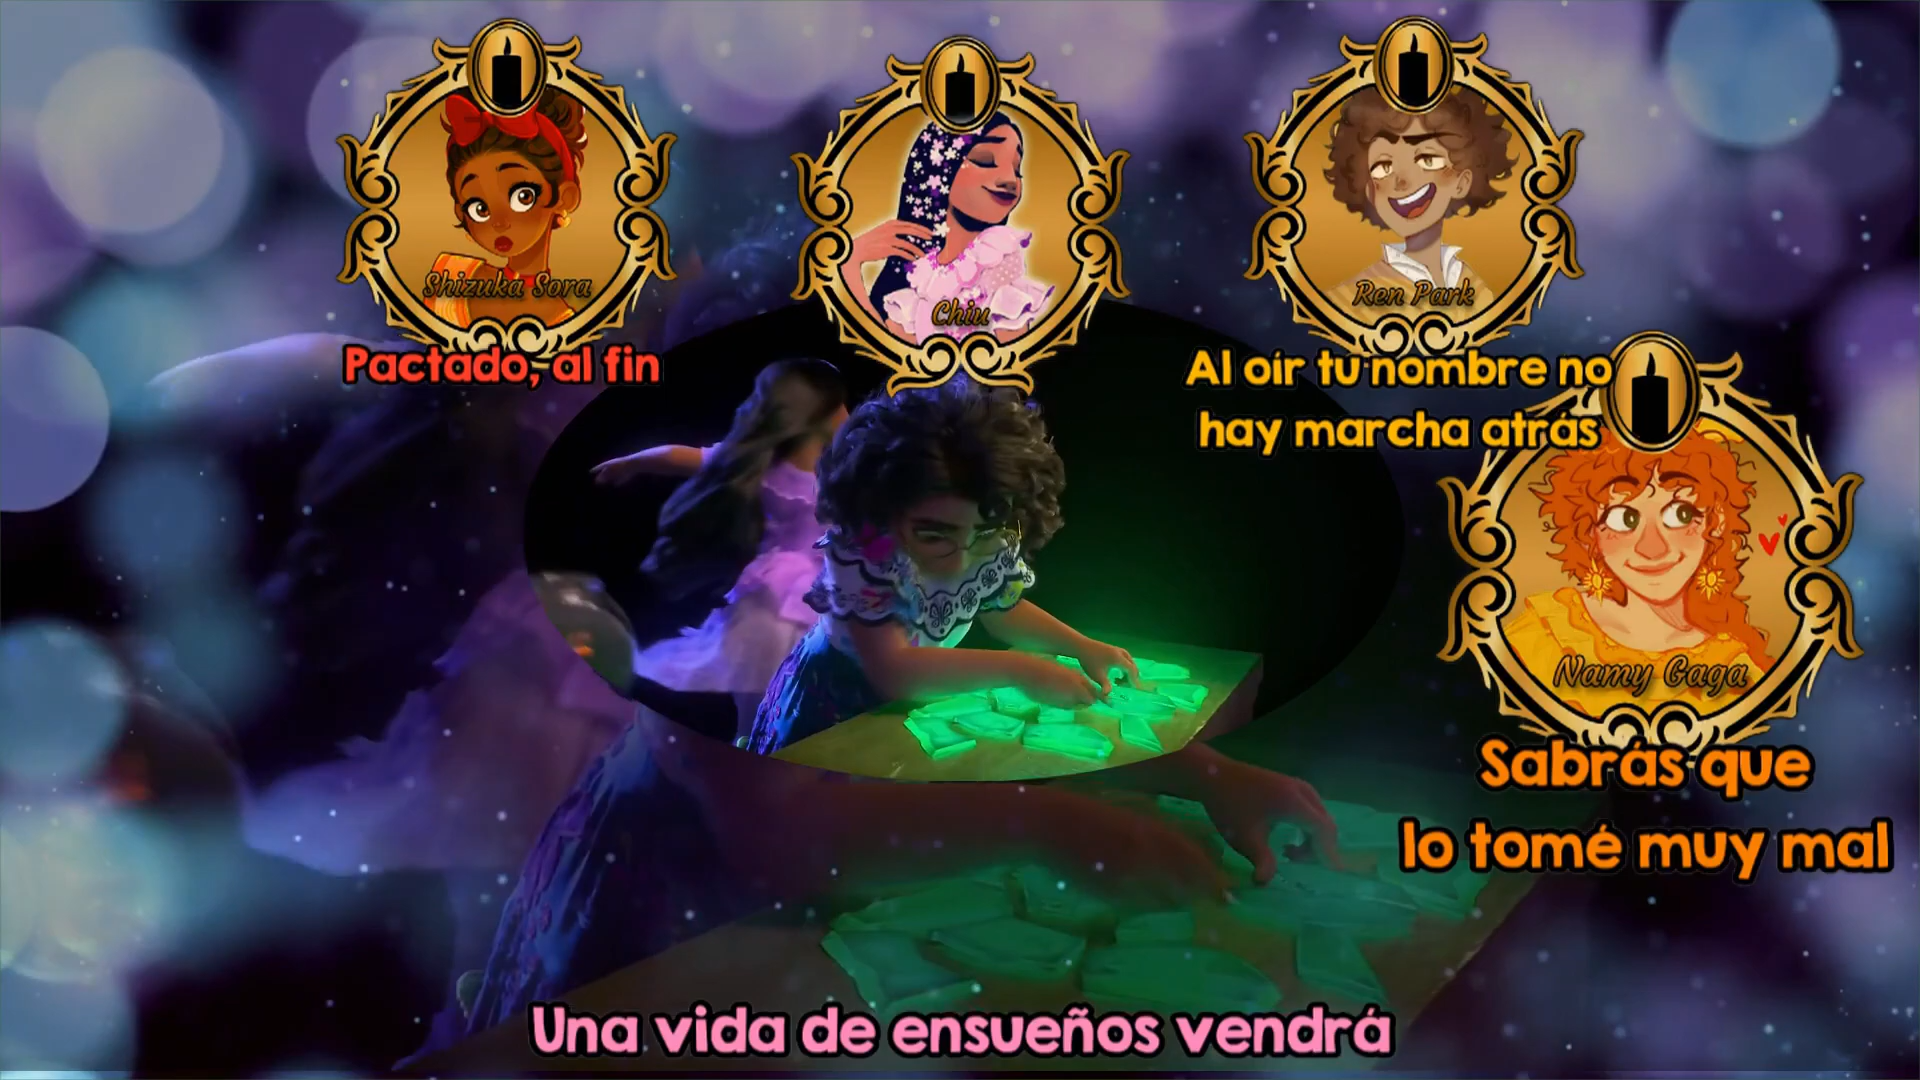 Shizuka Sora
Pactado, al fin
Chiu
Ren Park
Al oír tu nombre no
hay marcha atrás
Namy Gaga
Sabrás que
lo tomé muy mal
Una vida de ensueños vendrá